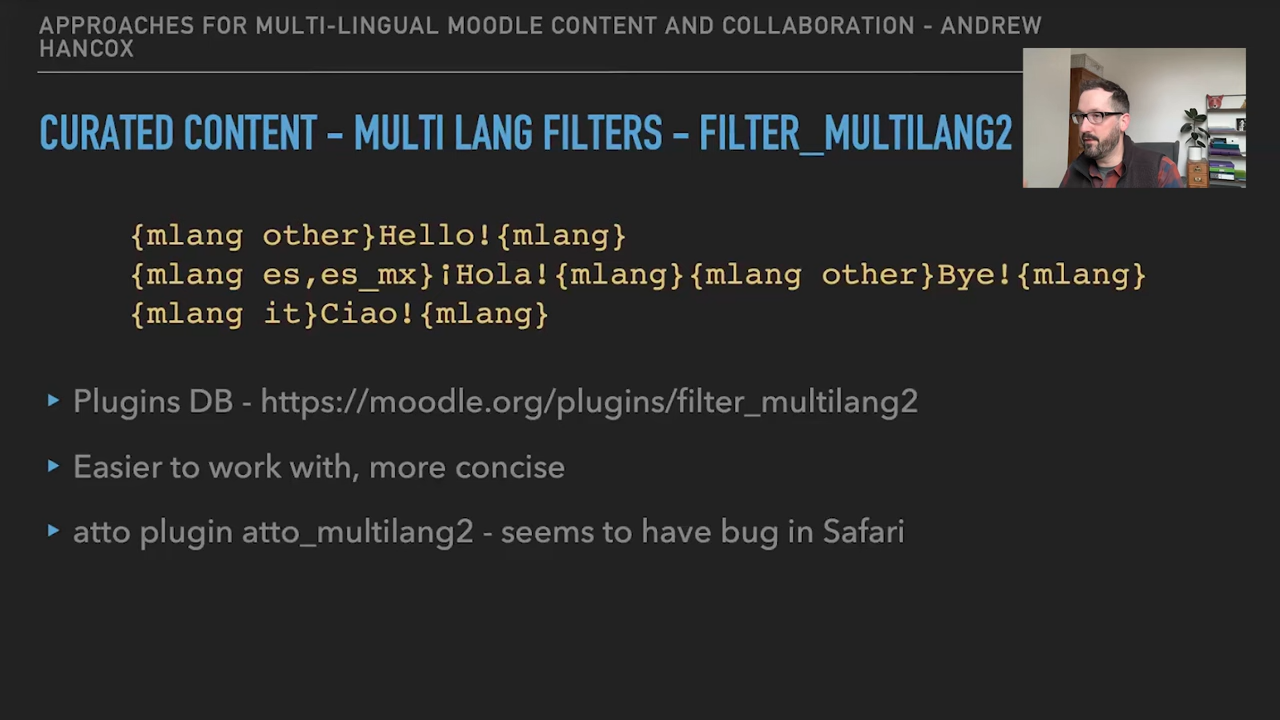 APPROACHES FOR MULTI-LINGUAL MOODLE CONTENT AND COLLABORATION - ANDREW
HANCOX
CURATED CONTENT - MULTI LANG FILTERS - FILTER_MULTILANG2
{mlang other}Hello!{mlang}
{mlang es,es_mx}¡Hola!{mlang}{mlang other}Bye!{mlang}
{mlang it}Ciao!{mlang}
▸ Plugins DB - https://moodle.org/plugins/filter_multilang2
▸ Easier to work with, more concise
▸ atto plugin atto_multilang2 - seems to have bug in Safari